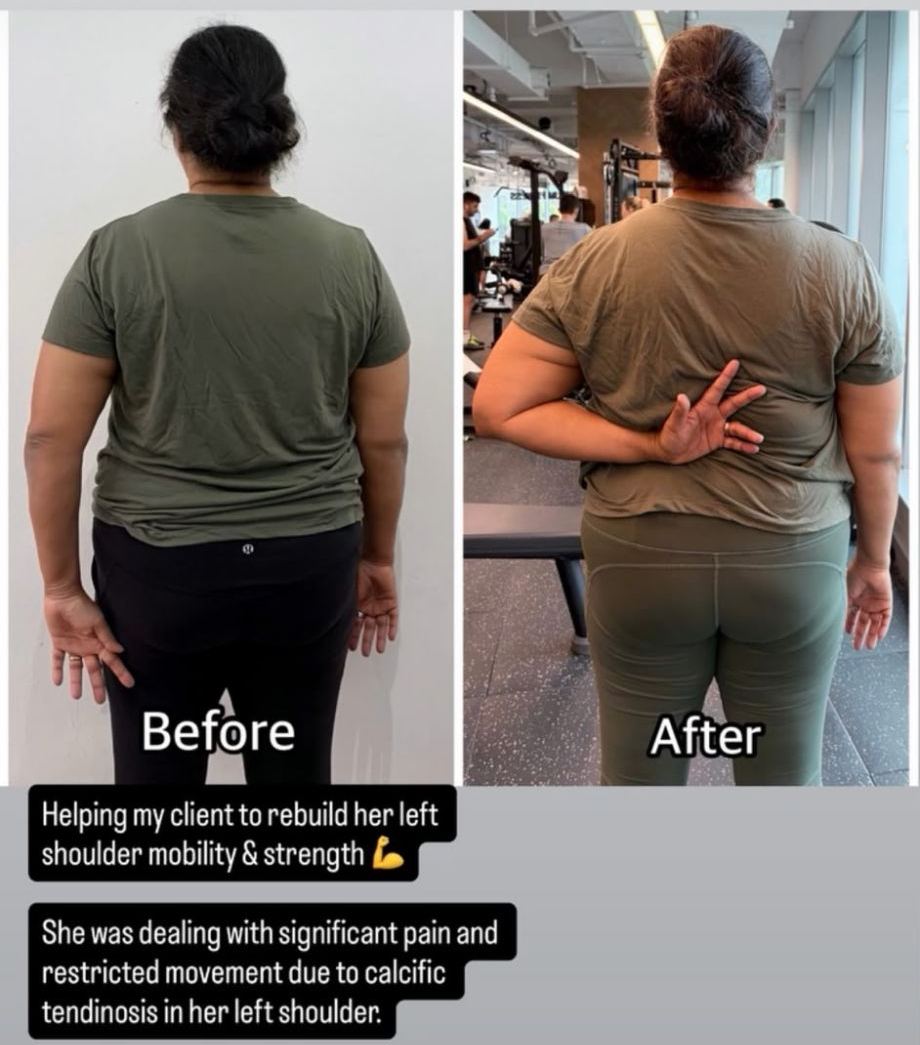 Before
After
Helping my client to rebuild her left
shoulder mobility & strength 💪
She was dealing with significant pain and
restricted movement due to calcific
tendinosis in her left shoulder.